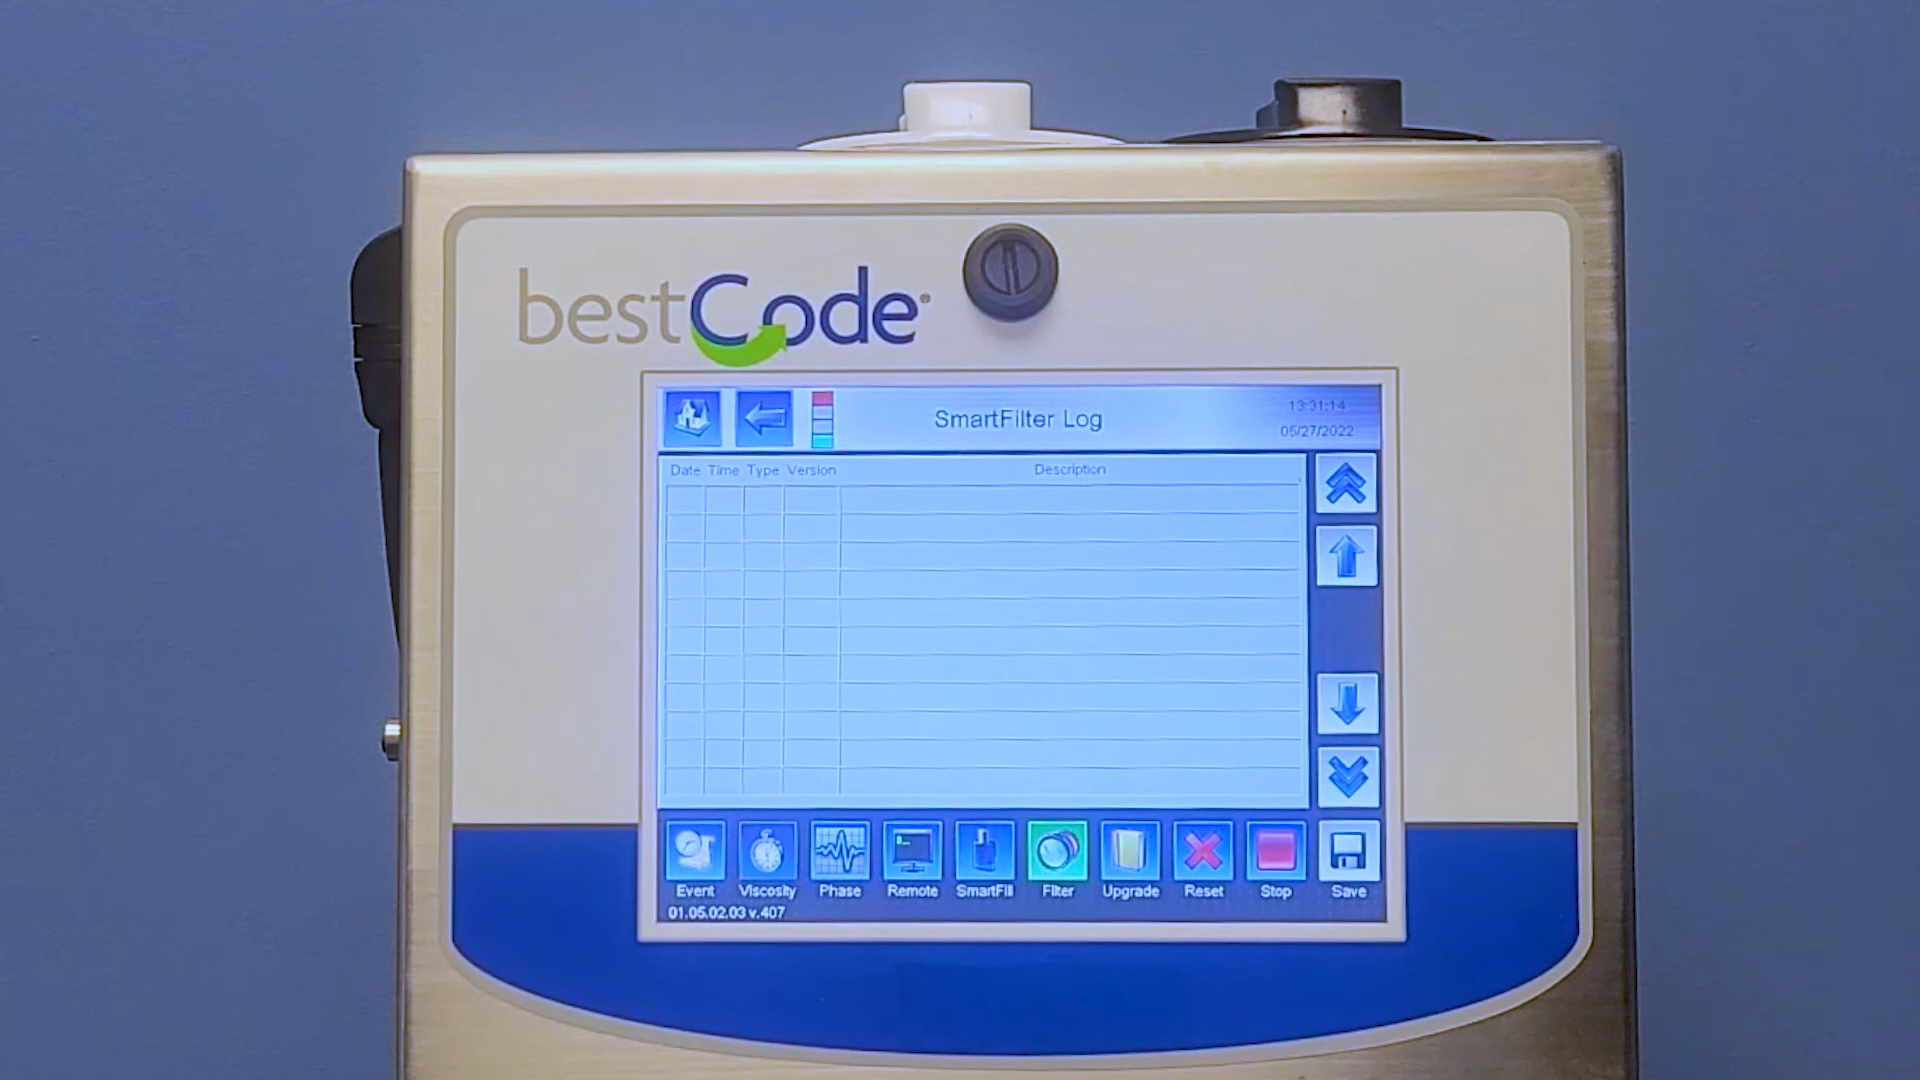 bestCode®
SmartFilter Log
13:31:14
05/27/2022
Date Time Type Version Description
Event Viscosity Phase Remote SmartFill Filter Upgrade Reset Stop Save
01.05.02.03 v.407